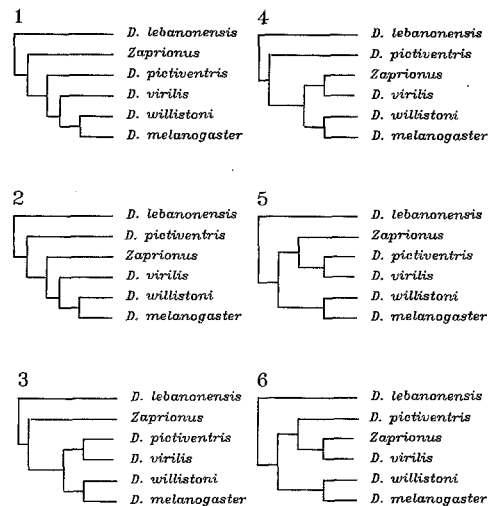 1
D. lebanonensis
Zaprionus
D. pictiventris
D. virilis
D. willistoni
D. melanogaster
2
D. lebanonensis
D. pictiventris
Zaprionus
D. virilis
D. willistoni
D. melanogaster
3
D. lebanonensis
Zaprionus
D. pictiventris
D. virilis
D. willistoni
D. melanogaster
4
D. lebanonensis
D. pictiventris
Zaprionus
D. virilis
D. willistoni
D. melanogaster
5
D. lebanonensis
Zaprionus
D. pictiventris
D. virilis
D. willistoni
D. melanogaster
6
D. lebanonensis
D. pictiventris
Zaprionus
D. virilis
D. willistoni
D. melanogaster